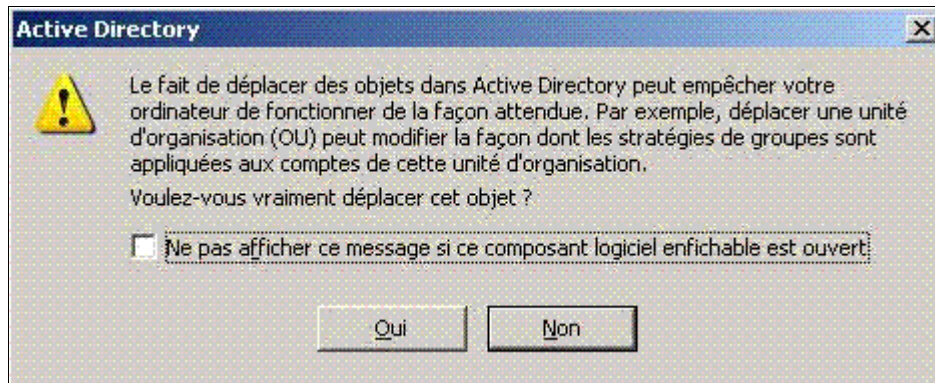 Active Directory
Le fait de déplacer des objets dans Active Directory peut empêcher votre
ordinateur de fonctionner de la façon attendue. Par exemple, déplacer une unité
d'organisation (OU) peut modifier la façon dont les stratégies de groupes sont
appliquées aux comptes de cette unité d'organisation.
Voulez-vous vraiment déplacer cet objet ?
Ne pas afficher ce message si ce composant logiciel enfichable est ouvert
Oui
Non